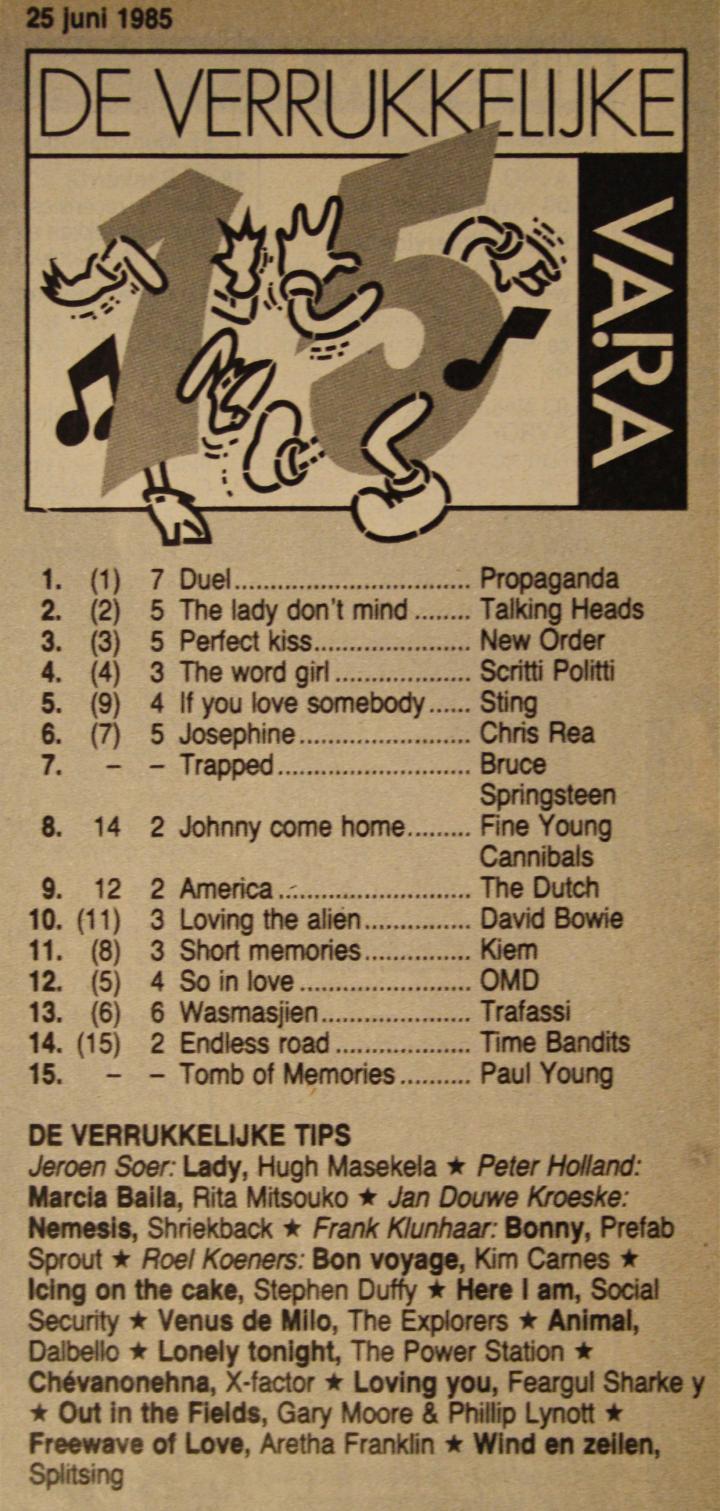 25 juni 1985
DE VERRUKKELIJKE
15
VARA
1. (1) 7 Duel.............................. Propaganda
2. (2) 5 The lady don't mind ........ Talking Heads
3. (3) 5 Perfect kiss...................... New Order
4. (4) 3 The word girl ................... Scritti Politti
5. (9) 4 If you love somebody...... Sting
6. (7) 5 Josephine........................ Chris Rea
7. – – Trapped........................... Bruce
Springsteen
8. 14 2 Johnny come home......... Fine Young
Cannibals
9. 12 2 America ........................... The Dutch
10. (11) 3 Loving the alien............... David Bowie
11. (8) 3 Short memories............... Kiem
12. (5) 4 So in love ........................ OMD
13. (6) 6 Wasmasjien..................... Trafassi
14. (15) 2 Endless road ................... Time Bandits
15. – – Tomb of Memories.......... Paul Young
DE VERRUKKELIJKE TIPS
Jeroen Soer: Lady, Hugh Masekela ★ Peter Holland:
Marcia Baila, Rita Mitsouko ★ Jan Douwe Kroeske:
Nemesis, Shriekback ★ Frank Klunhaar: Bonny, Prefab
Sprout ★ Roel Koeners: Bon voyage, Kim Carnes ★
Icing on the cake, Stephen Duffy ★ Here I am, Social
Security ★ Venus de Milo, The Explorers ★ Animal,
Dalbello ★ Lonely tonight, The Power Station ★
Chévanonehna, X-factor ★ Loving you, Feargul Sharke y
★ Out in the Fields, Gary Moore & Phillip Lynott ★
Freewave of Love, Aretha Franklin ★ Wind en zeilen,
Splitsing